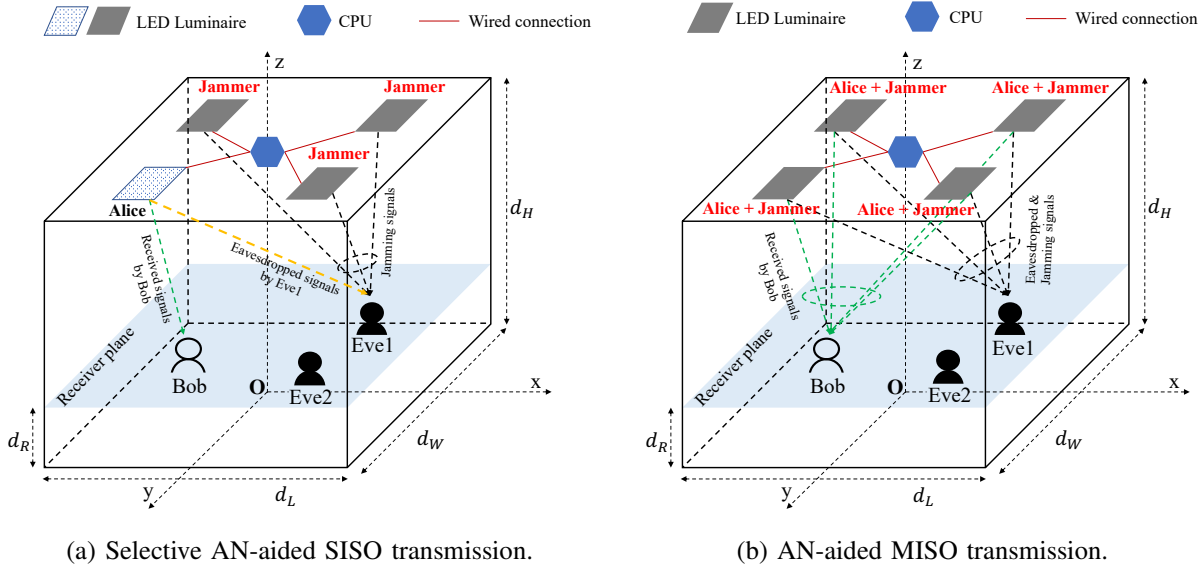 LED Luminaire
CPU
Wired connection
z
Jammer
Jammer
Jammer
Alice
Received signals
by Bob
Eavesdropped signals
by Eve1
Jamming signals
d_H
Receiver plane
Bob
Eve1
Eve2
O
x
d_R
y
d_L
d_W
(a) Selective AN-aided SISO transmission.
LED Luminaire
CPU
Wired connection
z
Alice + Jammer
Alice + Jammer
Alice + Jammer
Alice + Jammer
Received signals
by Bob
Eavesdropped &
Jamming signals
d_H
Receiver plane
Bob
Eve1
Eve2
O
x
d_R
y
d_L
d_W
(b) AN-aided MISO transmission.